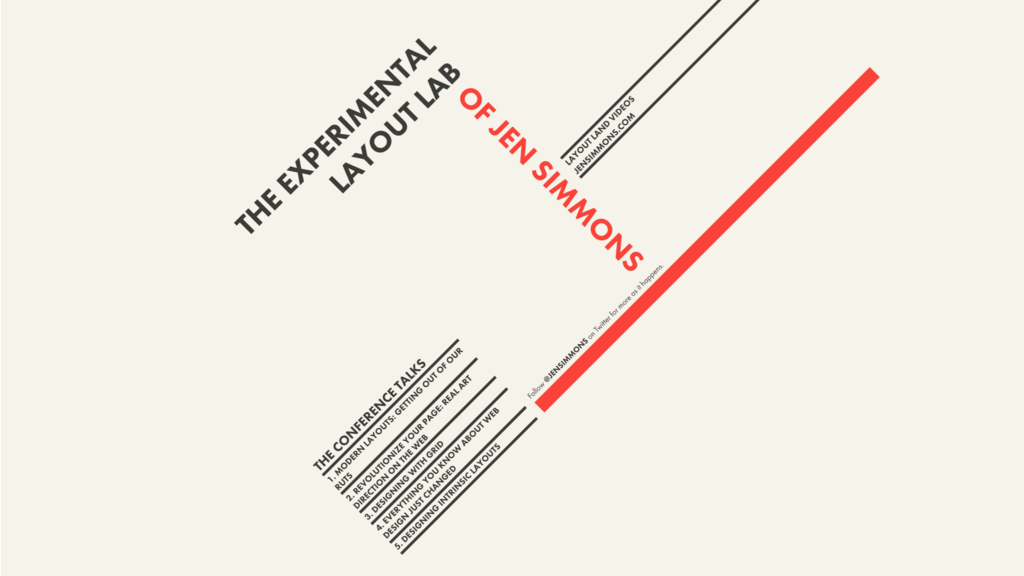 THE EXPERIMENTAL
LAYOUT LAB
OF JEN SIMMONS
LAYOUT LAND VIDEOS
JENSIMMONS.COM
Follow @JENSIMMONS on Twitter for more as it happens.
THE CONFERENCE TALKS
1. MODERN LAYOUTS: GETTING OUT OF OUR
RUTS
2. REVOLUTIONIZE YOUR PAGE: REAL ART
DIRECTION ON THE WEB
3. DESIGNING WITH GRID
4. EVERYTHING YOU KNOW ABOUT WEB
DESIGN JUST CHANGED
5. DESIGNING INTRINSIC LAYOUTS